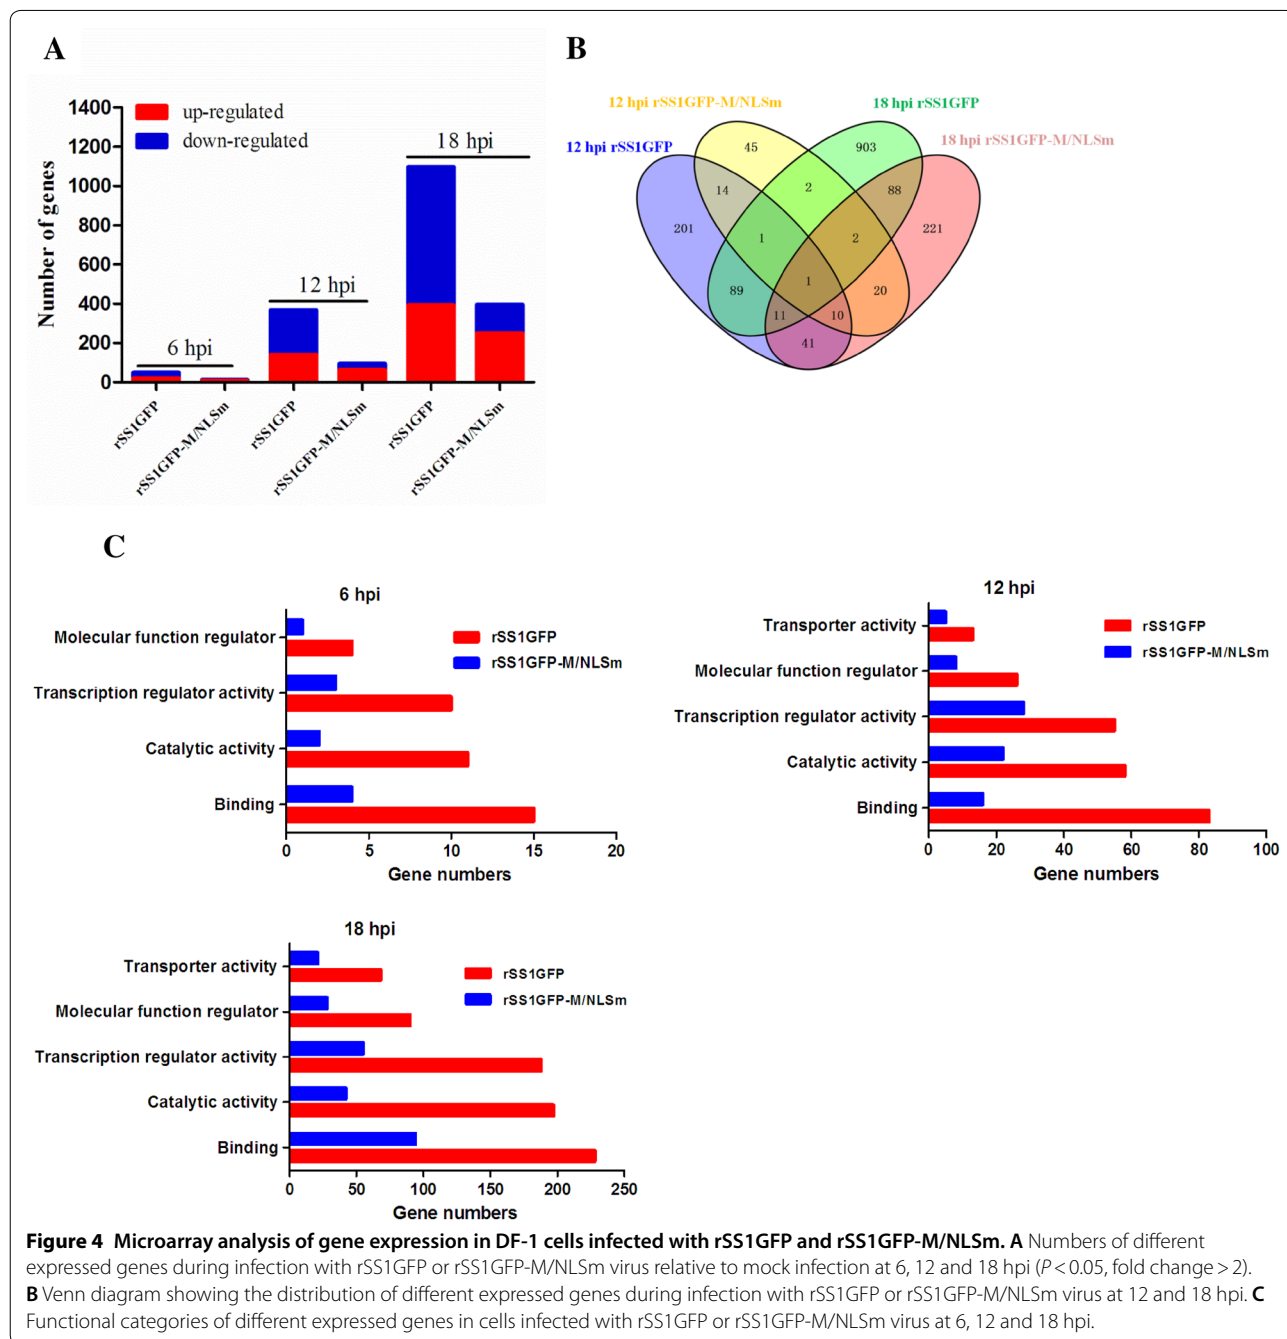 A
1400
1200
1000
800
600
400
200
0
Number of genes
up-regulated
down-regulated
6 hpi
12 hpi
18 hpi
rSS1GFP
rSS1GFP-M/NLSm
rSS1GFP
rSS1GFP-M/NLSm
rSS1GFP
rSS1GFP-M/NLSm
B
12 hpi rSS1GFP-M/NLSm
18 hpi rSS1GFP
12 hpi rSS1GFP
18 hpi rSS1GFP-M/NLSm
45
903
14
2
88
201
1
2
221
89
1
20
11
10
41
C
6 hpi
rSS1GFP
rSS1GFP-M/NLSm
Molecular function regulator
Transcription regulator activity
Catalytic activity
Binding
0 5 10 15 20
Gene numbers
12 hpi
rSS1GFP
rSS1GFP-M/NLSm
Transporter activity
Molecular function regulator
Transcription regulator activity
Catalytic activity
Binding
0 20 40 60 80 100
Gene numbers
18 hpi
rSS1GFP
rSS1GFP-M/NLSm
Transporter activity
Molecular function regulator
Transcription regulator activity
Catalytic activity
Binding
0 50 100 150 200 250
Gene numbers
Figure 4 Microarray analysis of gene expression in DF-1 cells infected with rSS1GFP and rSS1GFP-M/NLSm. A Numbers of different
expressed genes during infection with rSS1GFP or rSS1GFP-M/NLSm virus relative to mock infection at 6, 12 and 18 hpi (P < 0.05, fold change > 2).
B Venn diagram showing the distribution of different expressed genes during infection with rSS1GFP or rSS1GFP-M/NLSm virus at 12 and 18 hpi. C
Functional categories of different expressed genes in cells infected with rSS1GFP or rSS1GFP-M/NLSm virus at 6, 12 and 18 hpi.